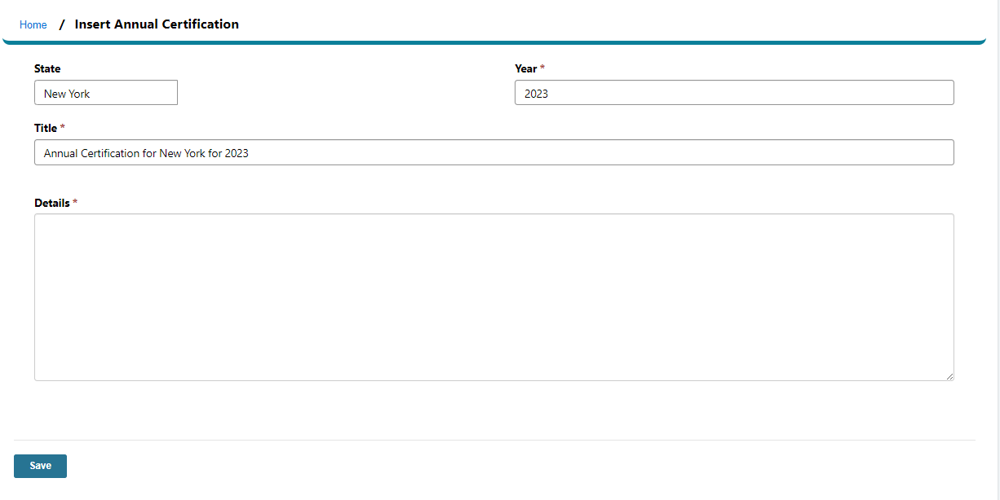 Home / Insert Annual Certification
State
Year *
New York
2023
Title *
Annual Certification for New York for 2023
Details *
Save